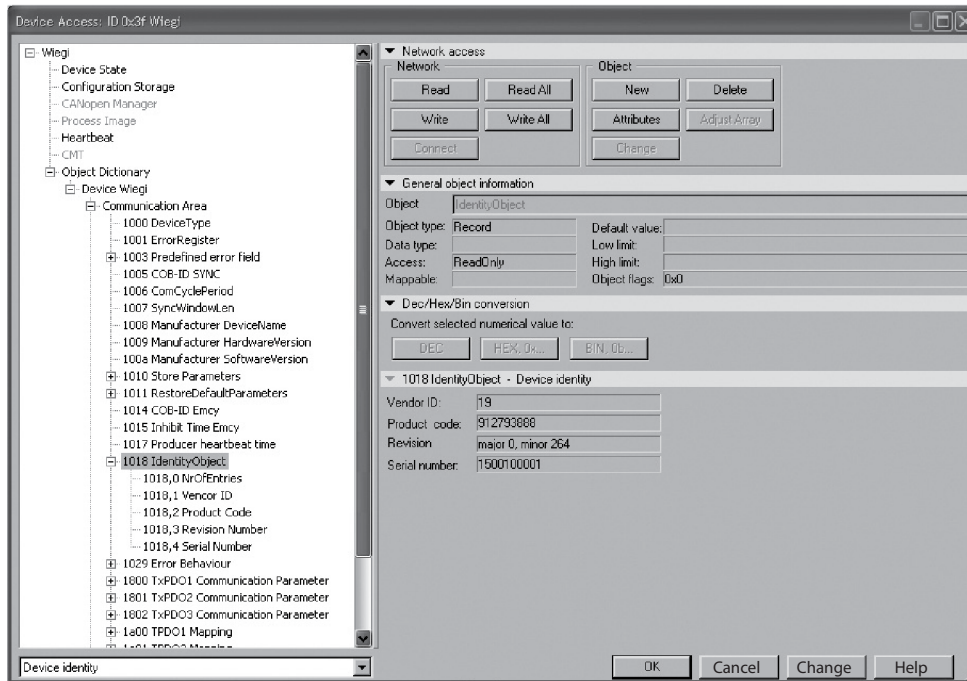 Device Access: ID 0x3f Wiegi
Wiegi
Device State
Configuration Storage
CANopen Manager
Process Image
Heartbeat
CMT
Object Dictionary
Device Wiegi
Communication Area
1000 DeviceType
1001 ErrorRegister
1003 Predefined error field
1005 COB-ID SYNC
1006 ComCyclePeriod
1007 SyncWindowLen
1008 Manufacturer DeviceName
1009 Manufacturer HardwareVersion
100a Manufacturer SoftwareVersion
1010 Store Parameters
1011 RestoreDefaultParameters
1014 COB-ID Emcy
1015 Inhibit Time Emcy
1017 Producer heartbeat time
1018 IdentityObject
1018,0 NrOfEntries
1018,1 Vencor ID
1018,2 Product Code
1018,3 Revision Number
1018,4 Serial Number
1029 Error Behaviour
1800 TxPDO1 Communication Parameter
1801 TxPDO2 Communication Parameter
1802 TxPDO3 Communication Parameter
1a00 TPDO1 Mapping
1a01 TPDO2 Mapping
Device identity
Network access
Network Object
Read Read All New Delete
Write Write All Attributes Adjust Array
Connect Change
General object information
Object IdentityObject
Object type: Record Default value:
Data type: Low limit:
Access: ReadOnly High limit:
Mappable: Object flags: 0x0
Dec/Hex/Bin conversion
Convert selected numerical value to:
DEC HEX, 0x... BIN, 0b...
1018 IdentityObject - Device identity
Vendor ID: 19
Product code: 912793888
Revision major 0, minor 264
Serial number: 1500100001
OK Cancel Change Help